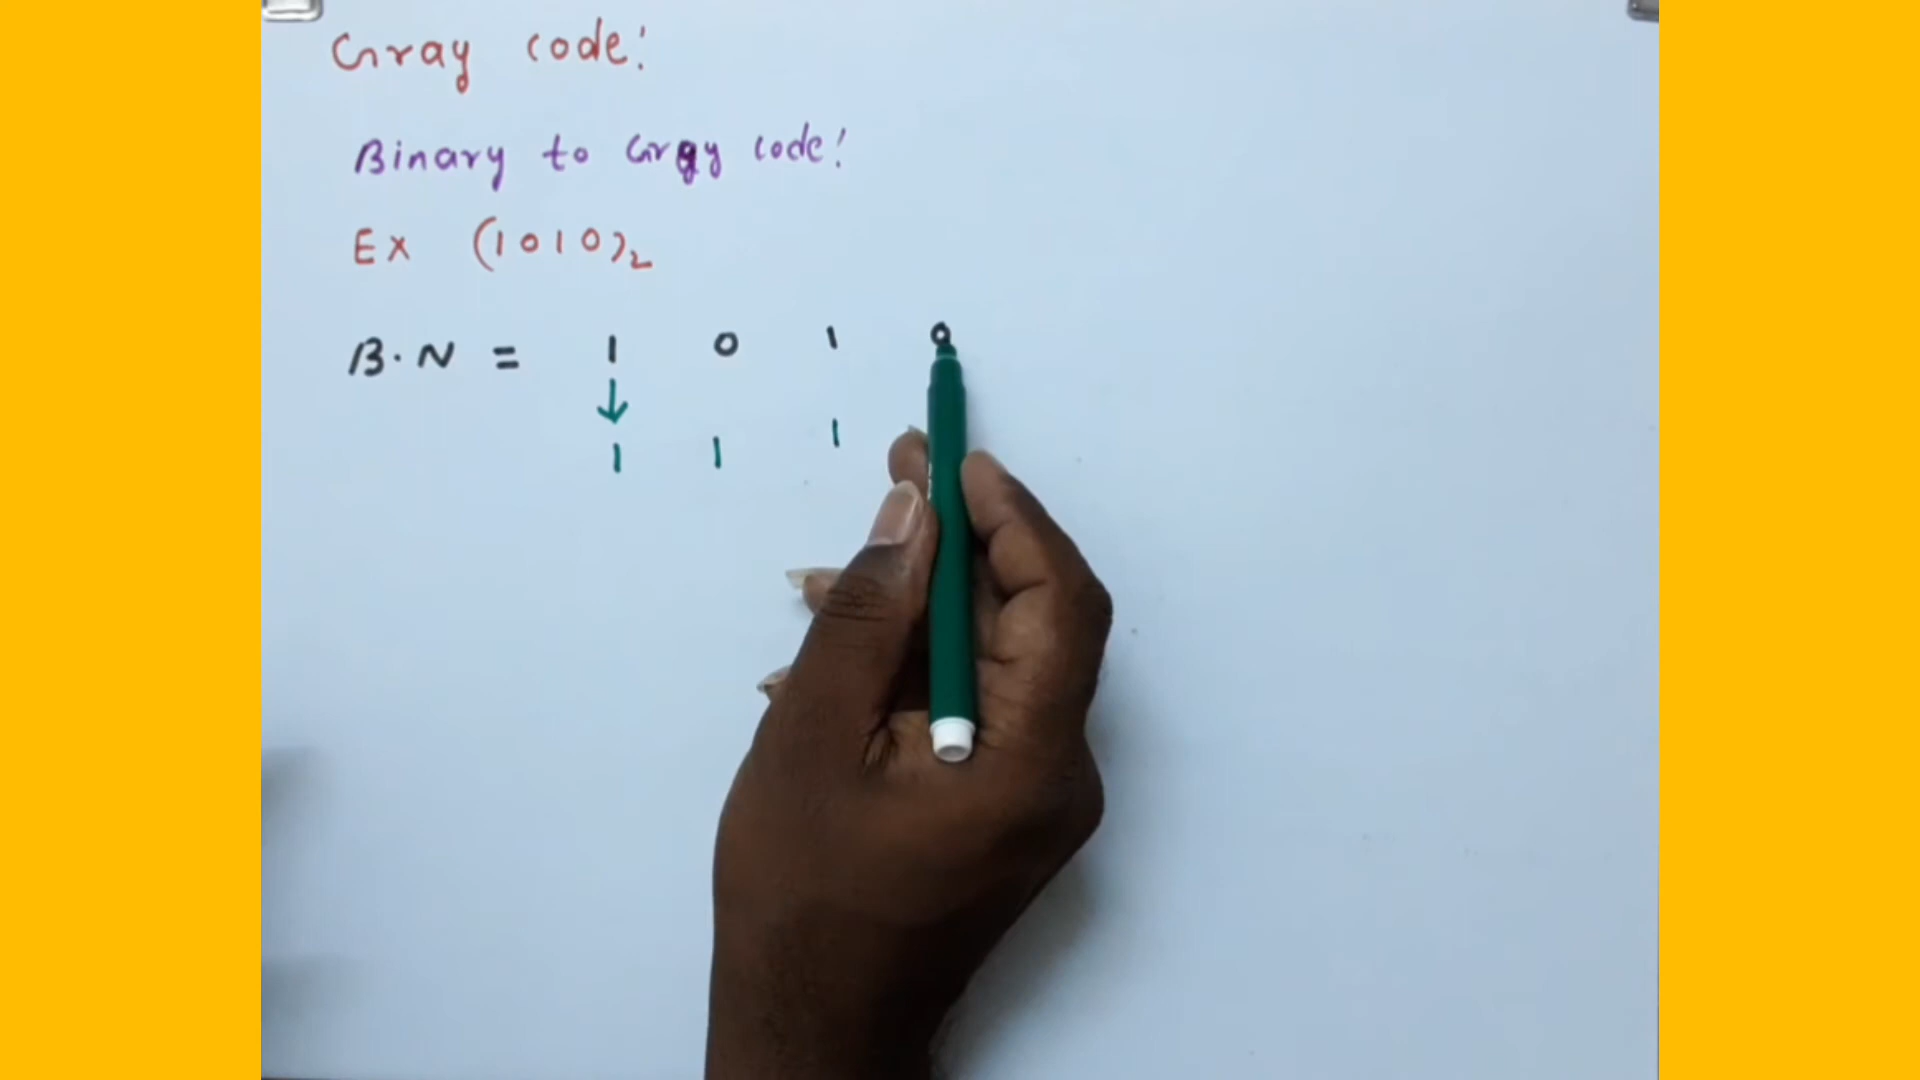 Gray code:
Binary to Gray code:
Ex (1010)2
B.N = 1 0 1 0
↓
1 1 1